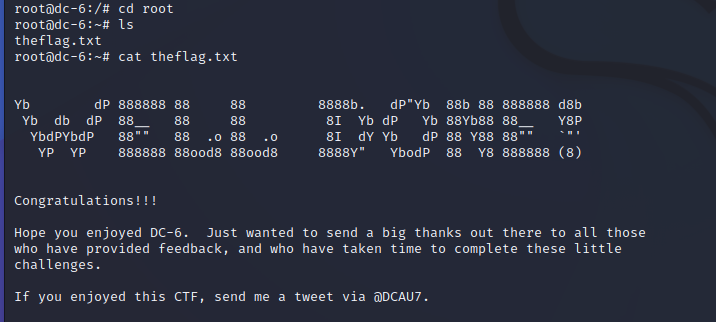 root@dc-6:/# cd root
root@dc-6:~# ls
theflag.txt
root@dc-6:~# cat theflag.txt
Yb        dP 888888 88     88         8888b.   dP"Yb  88b 88 888888 d8b
 Yb  db  dP  88__   88     88          8I  Yb dP   Yb 88Yb88 88__   Y8P
  YbdPYbdP   88""   88  .o 88  .o      8I  dY Yb   dP 88 Y88 88""   `"'
   YP  YP    888888 88ood8 88ood8     8888Y"   YbodP  88  Y8 888888 (8)
Congratulations!!!
Hope you enjoyed DC-6.  Just wanted to send a big thanks out there to all those
who have provided feedback, and who have taken time to complete these little
challenges.
If you enjoyed this CTF, send me a tweet via @DCAU7.